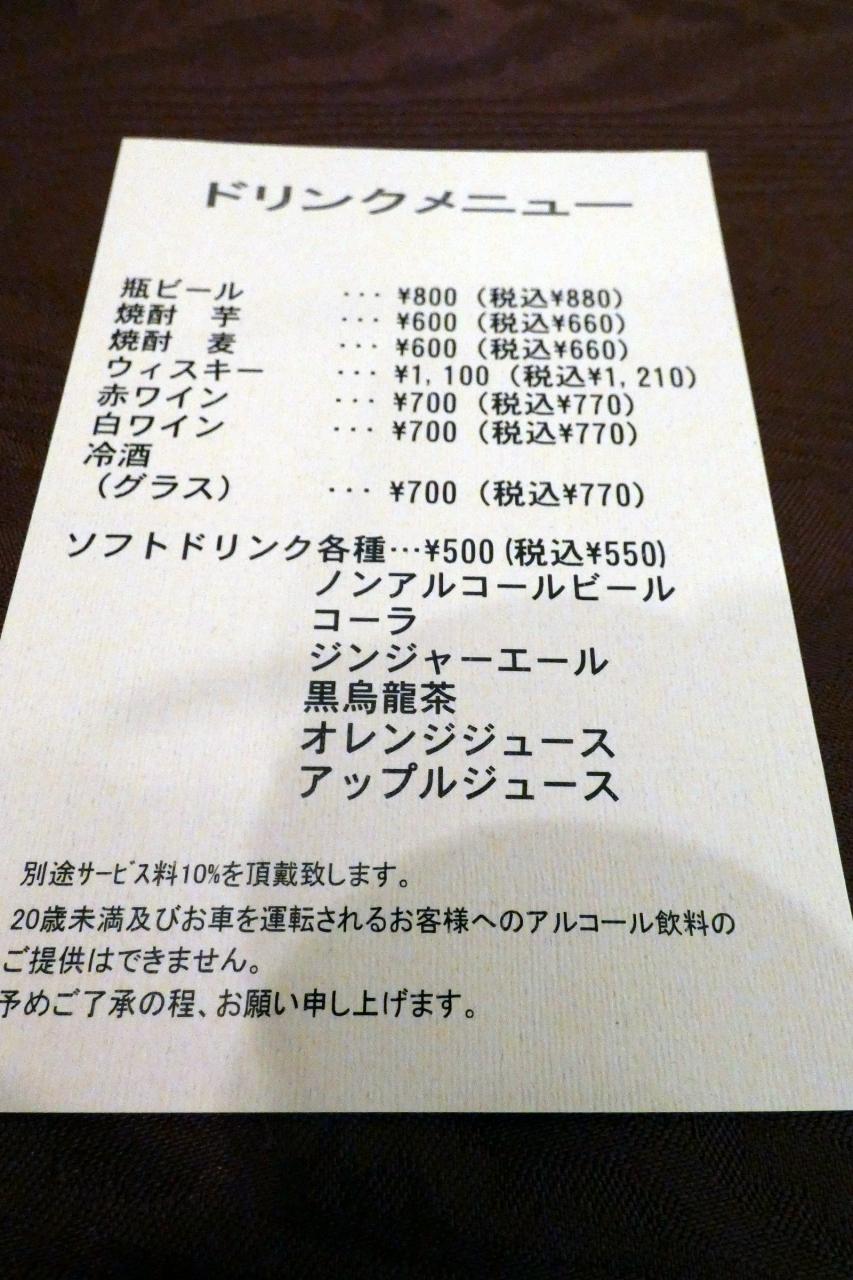 ドリンクメニュー
瓶ビール ··· ¥800 (税込¥880)
焼酎 芋 ··· ¥600 (税込¥660)
焼酎 麦 ··· ¥600 (税込¥660)
ウィスキー ··· ¥1,100 (税込¥1,210)
赤ワイン ··· ¥700 (税込¥770)
白ワイン ··· ¥700 (税込¥770)
冷酒
(グラス) ··· ¥700 (税込¥770)
ソフトドリンク各種…¥500 (税込¥550)
ノンアルコールビール
コーラ
ジンジャーエール
黒烏龍茶
オレンジジュース
アップルジュース
別途サービス料10%を頂戴致します。
20歳未満及びお車を運転されるお客様へのアルコール飲料の
ご提供はできません。
予めご了承の程、お願い申し上げます。